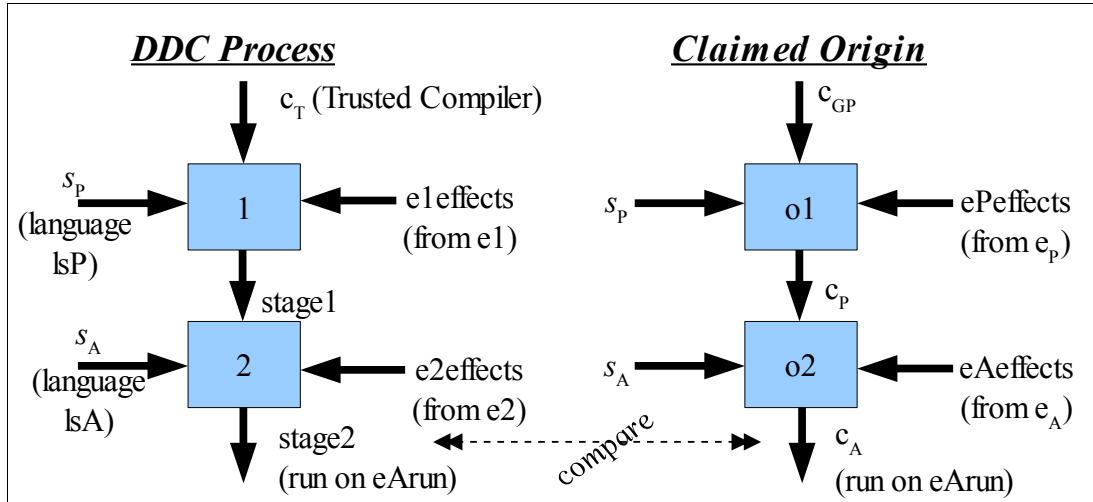 DDC Process
c_T (Trusted Compiler)
s_P
(language
lsP)
1
e1effects
(from e1)
stage1
s_A
(language
lsA)
2
e2effects
(from e2)
stage2
(run on eArun)
compare
Claimed Origin
c_GP
s_P
o1
ePeffects
(from e_P)
c_P
s_A
o2
eAeffects
(from e_A)
c_A
(run on eArun)